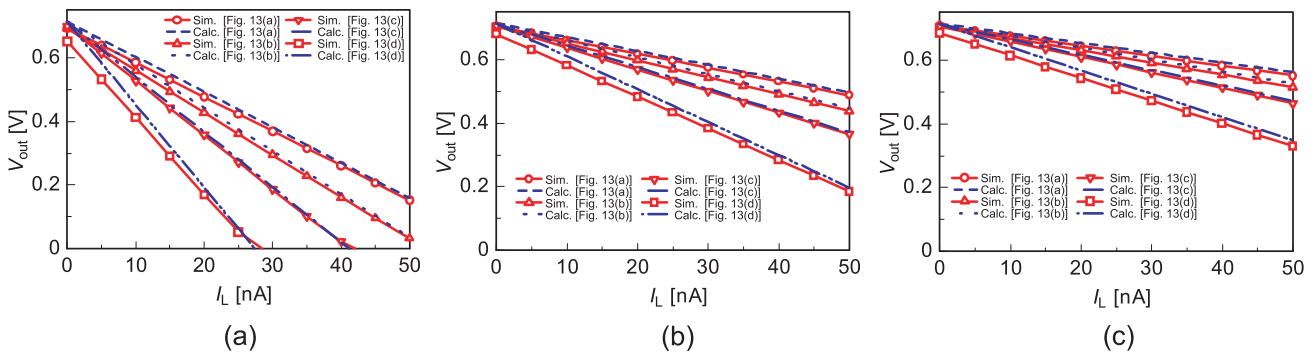 Sim. [Fig. 13(a)] Sim. [Fig. 13(c)]
Calc. [Fig. 13(a)] Calc. [Fig. 13(c)]
Sim. [Fig. 13(b)] Sim. [Fig. 13(d)]
Calc. [Fig. 13(b)] Calc. [Fig. 13(d)]
0.6
0.4
0.2
0
Vout [V]
0 10 20 30 40 50
IL [nA]
(a)
0.6
0.4
0.2
0
Vout [V]
Sim. [Fig. 13(a)] Sim. [Fig. 13(c)]
Calc. [Fig. 13(a)] Calc. [Fig. 13(c)]
Sim. [Fig. 13(b)] Sim. [Fig. 13(d)]
Calc. [Fig. 13(b)] Calc. [Fig. 13(d)]
0 10 20 30 40 50
IL [nA]
(b)
0.6
0.4
0.2
0
Vout [V]
Sim. [Fig. 13(a)] Sim. [Fig. 13(c)]
Calc. [Fig. 13(a)] Calc. [Fig. 13(c)]
Sim. [Fig. 13(b)] Sim. [Fig. 13(d)]
Calc. [Fig. 13(b)] Calc. [Fig. 13(d)]
0 10 20 30 40 50
IL [nA]
(c)